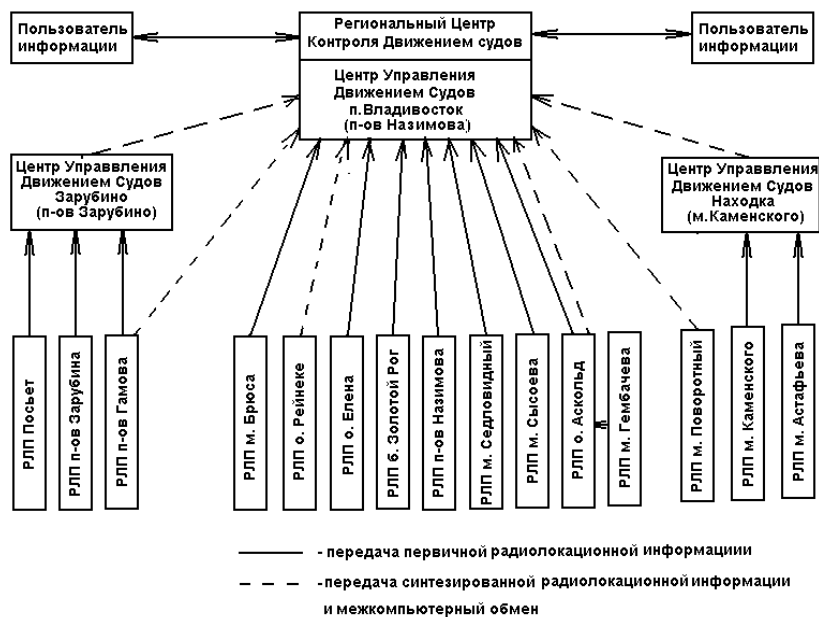 Пользователь
информации
Региональный Центр
Контроля Движением судов
Пользователь
информации
Центр Управления
Движением Судов
п.Владивосток
(п-ов Назимова)
Центр Управвления
Движением Судов
Зарубино
(п-ов Зарубино)
Центр Управвления
Движением Судов
Находка
(м.Каменского)
РЛП Посьет
РЛП п-ов Зарубина
РЛП п-ов Гамова
РЛП м. Брюса
РЛП о. Рейнеке
РЛП о. Елена
РЛП б. Золотой Рог
РЛП п-ов Назимова
РЛП м. Седловидный
РЛП м. Сысоева
РЛП о. Аскольд
РЛП м. Гембачева
РЛП м. Поворотный
РЛП м. Каменского
РЛП м. Астафьева
- передача первичной радиолокационной информациии
-передача синтезированной радиолокационной информации
и межкомпьютерный обмен